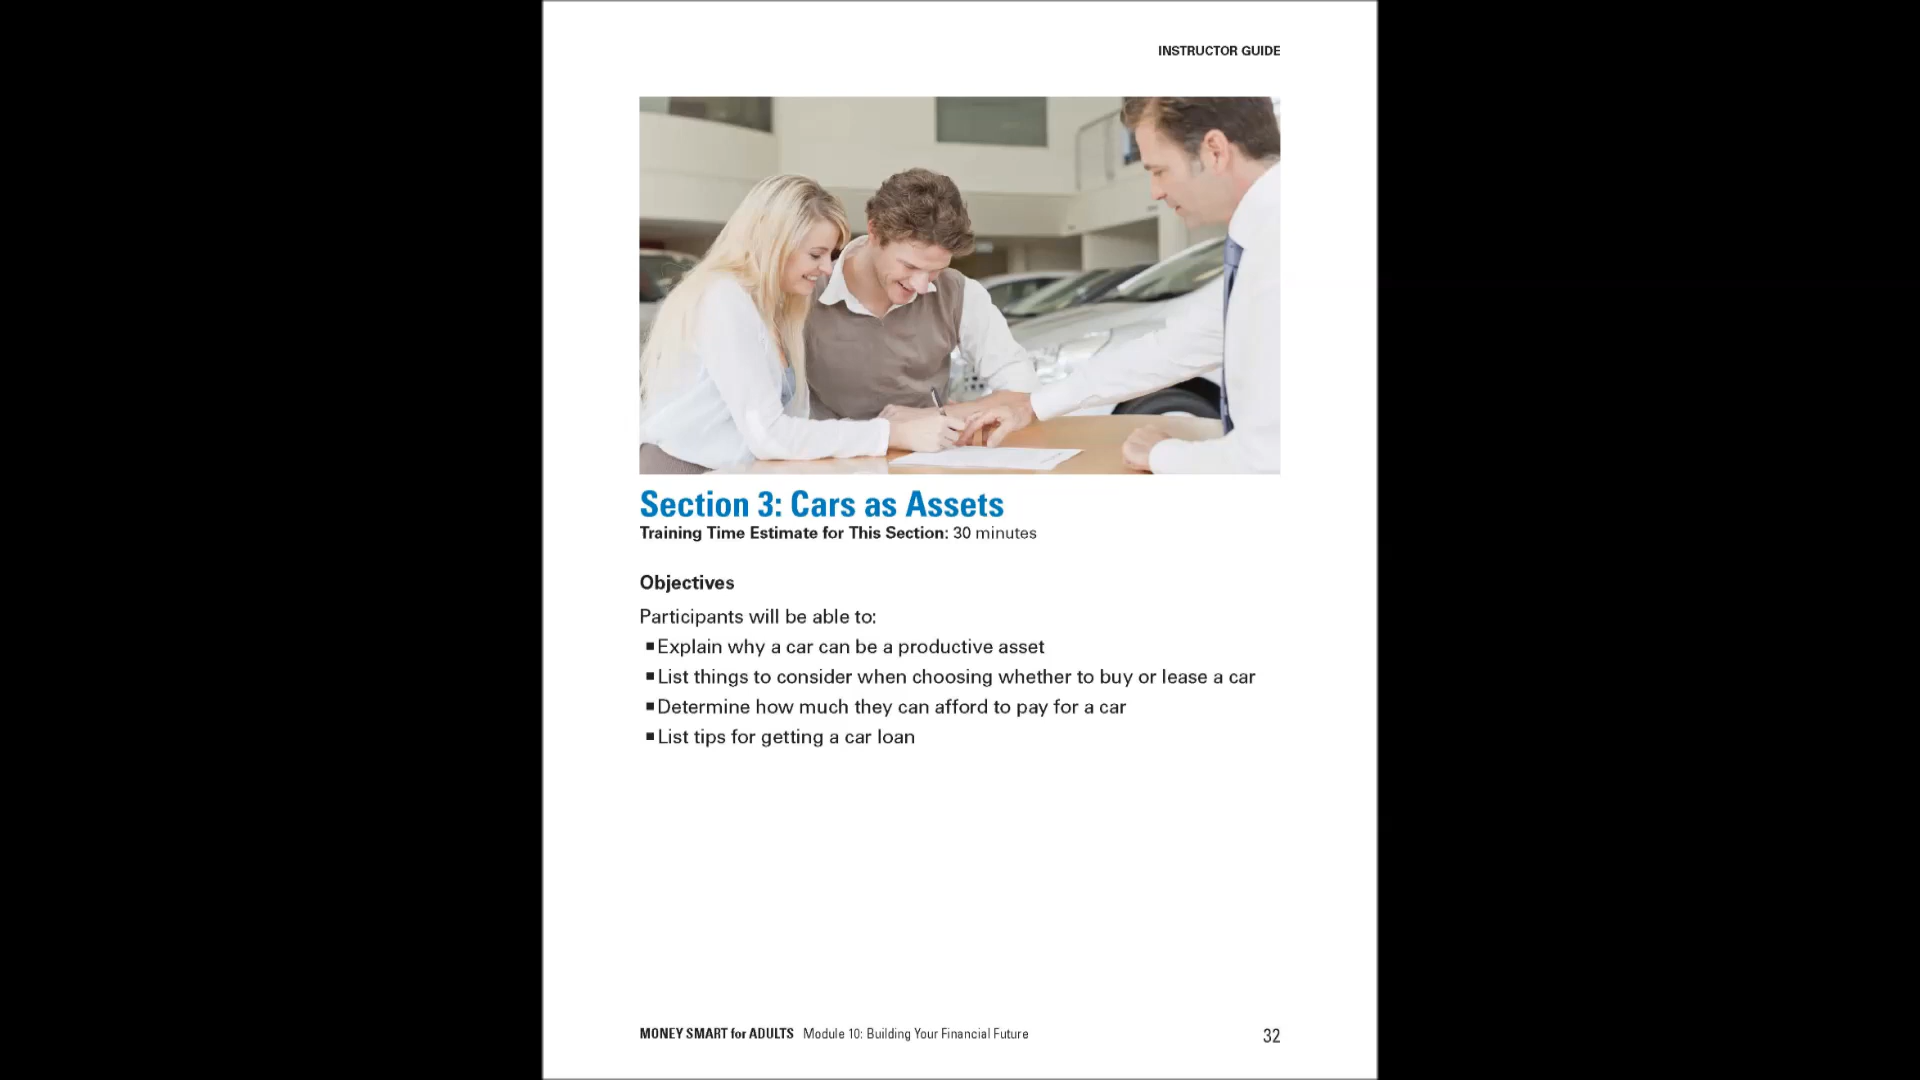 INSTRUCTOR GUIDE
Section 3: Cars as Assets
Training Time Estimate for This Section: 30 minutes
Objectives
Participants will be able to:
▪Explain why a car can be a productive asset
▪List things to consider when choosing whether to buy or lease a car
▪Determine how much they can afford to pay for a car
▪List tips for getting a car loan
MONEY SMART for ADULTS Module 10: Building Your Financial Future 32